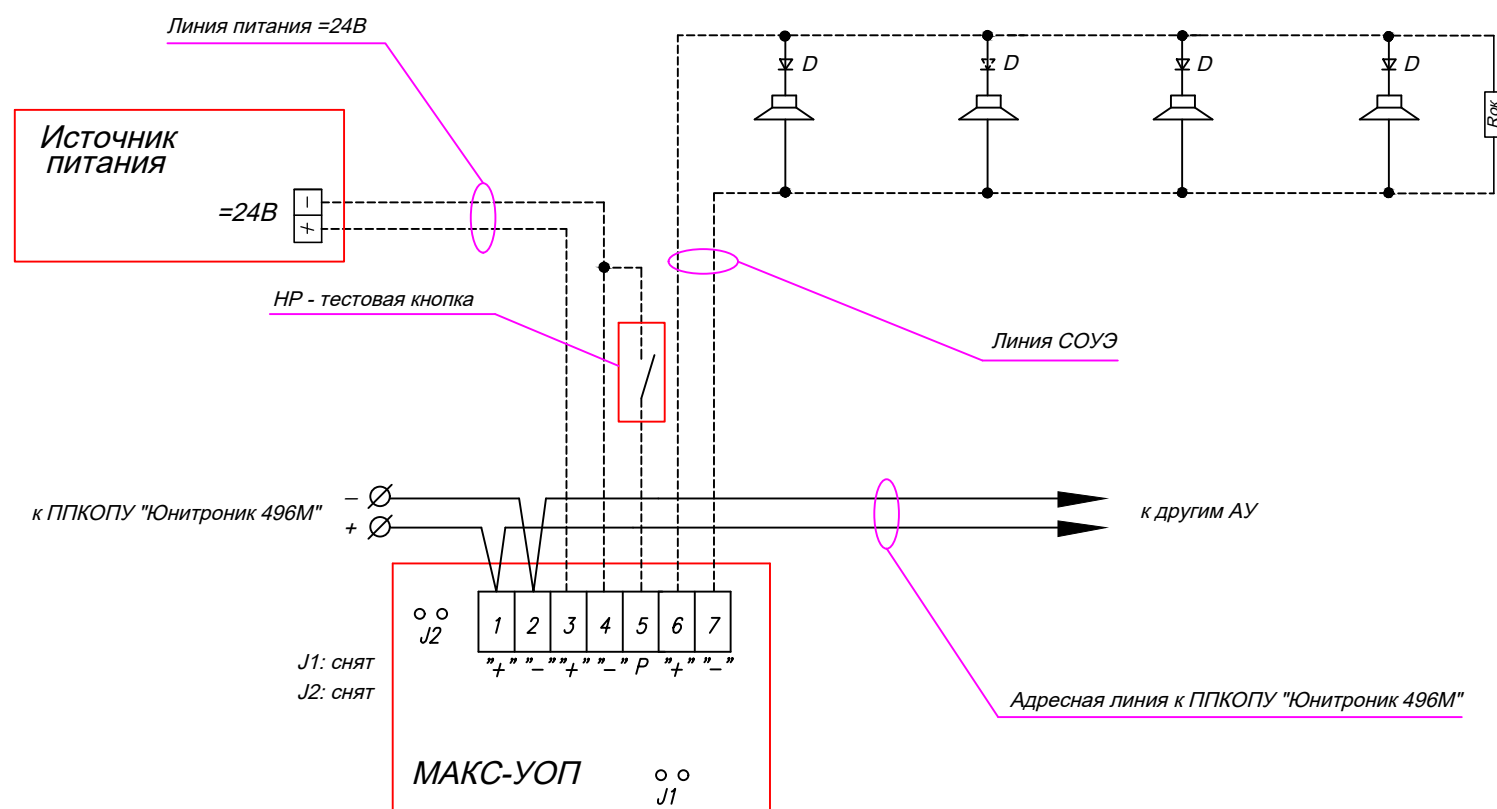 Линия питания =24В
D D D D
Rок
Источник
питания
=24В
−
+
НР - тестовая кнопка
Линия СОУЭ
−
к ППКОПУ "Юнитроник 496М"
+
к другим АУ
J2
1 2 3 4 5 6 7
"+" "−" "+" "−" Р "+" "−"
J1: снят
J2: снят
Адресная линия к ППКОПУ "Юнитроник 496М"
МАКС-УОП
J1